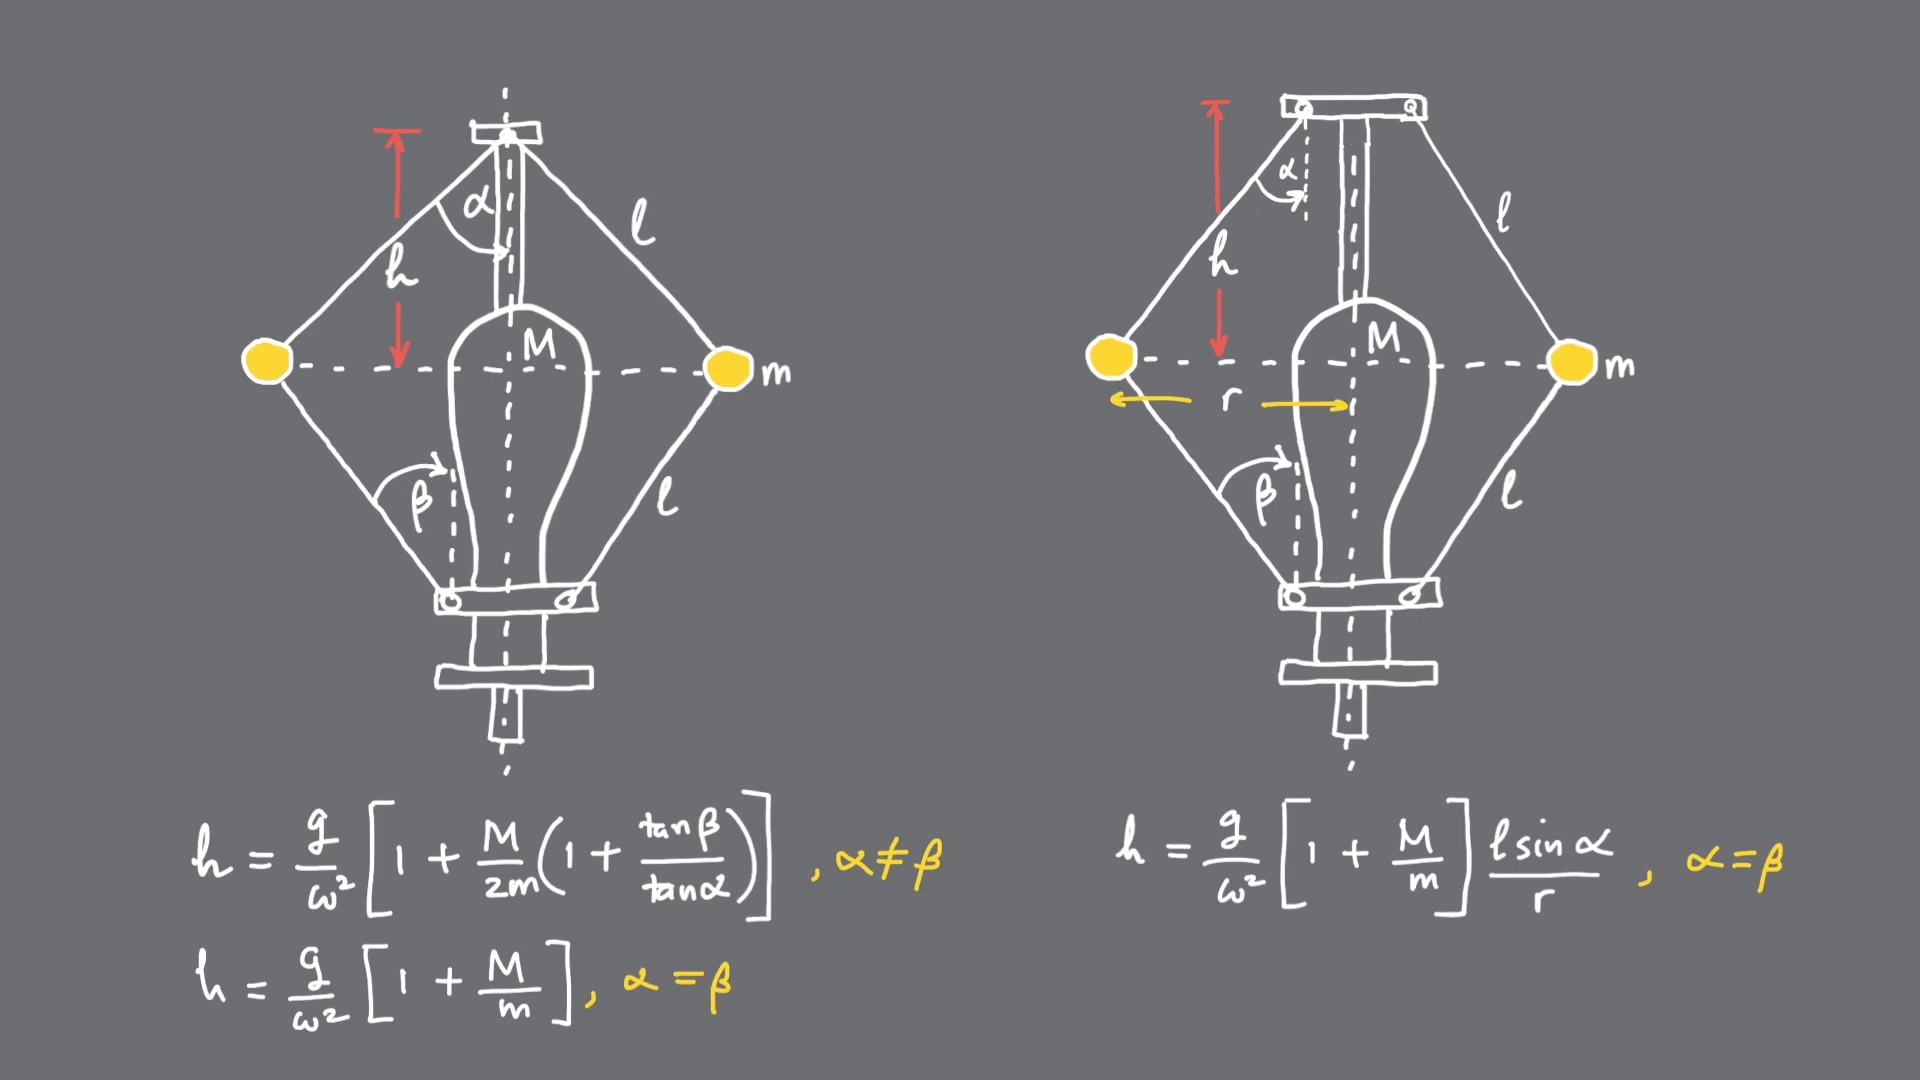 α
l
h
M
m
β
l
α
l
h
M
m
r
β
l
h = g/ω² [1 + M/2m (1 + tanβ/tanα)] , α ≠ β
h = g/ω² [1 + M/m] , α = β
h = g/ω² [1 + M/m] l sin α/r , α = β